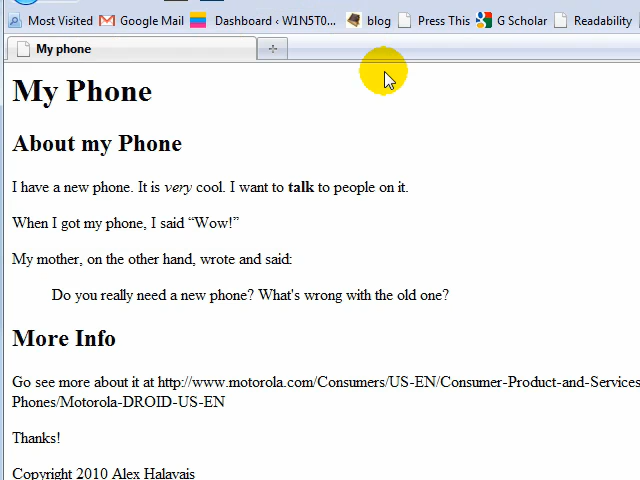 Most Visited Google Mail Dashboard ‹ W1N5T0... blog Press This G Scholar Readability
My phone
My Phone
About my Phone
I have a new phone. It is very cool. I want to talk to people on it.
When I got my phone, I said “Wow!”
My mother, on the other hand, wrote and said:
Do you really need a new phone? What's wrong with the old one?
More Info
Go see more about it at http://www.motorola.com/Consumers/US-EN/Consumer-Product-and-Services
Phones/Motorola-DROID-US-EN
Thanks!
Copyright 2010 Alex Halavais